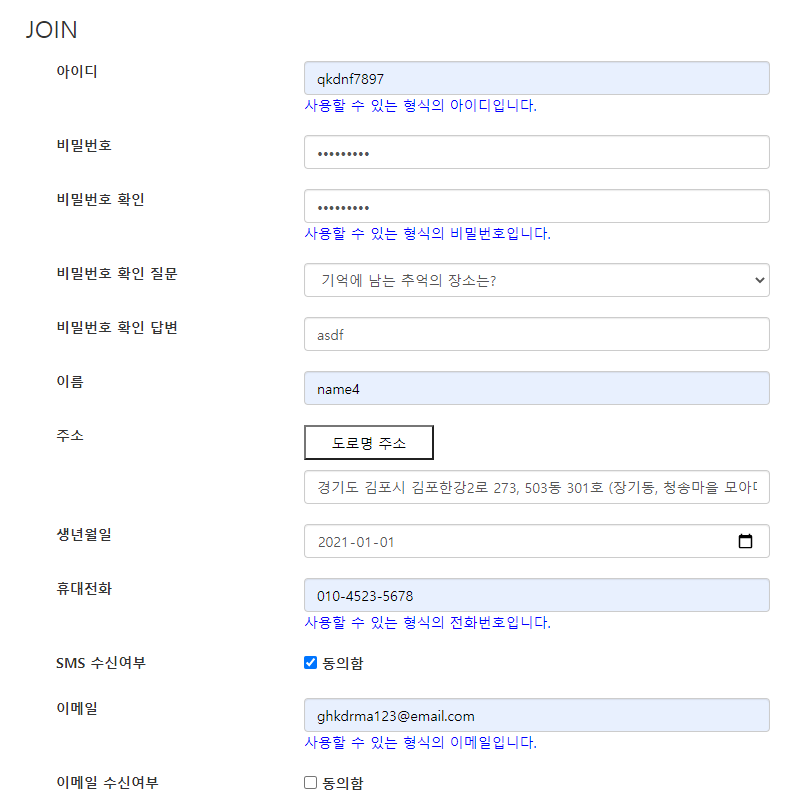 JOIN
아이디
qkdnf7897
사용할 수 있는 형식의 아이디입니다.
비밀번호
•••••••••
비밀번호 확인
•••••••••
사용할 수 있는 형식의 비밀번호입니다.
비밀번호 확인 질문
기억에 남는 추억의 장소는?
비밀번호 확인 답변
asdf
이름
name4
주소
도로명 주소
경기도 김포시 김포한강2로 273, 503동 301호 (장기동, 청송마을 모아
생년월일
2021-01-01
휴대전화
010-4523-5678
사용할 수 있는 형식의 전화번호입니다.
SMS 수신여부
동의함
이메일
ghkdrma123@email.com
사용할 수 있는 형식의 이메일입니다.
이메일 수신여부
동의함